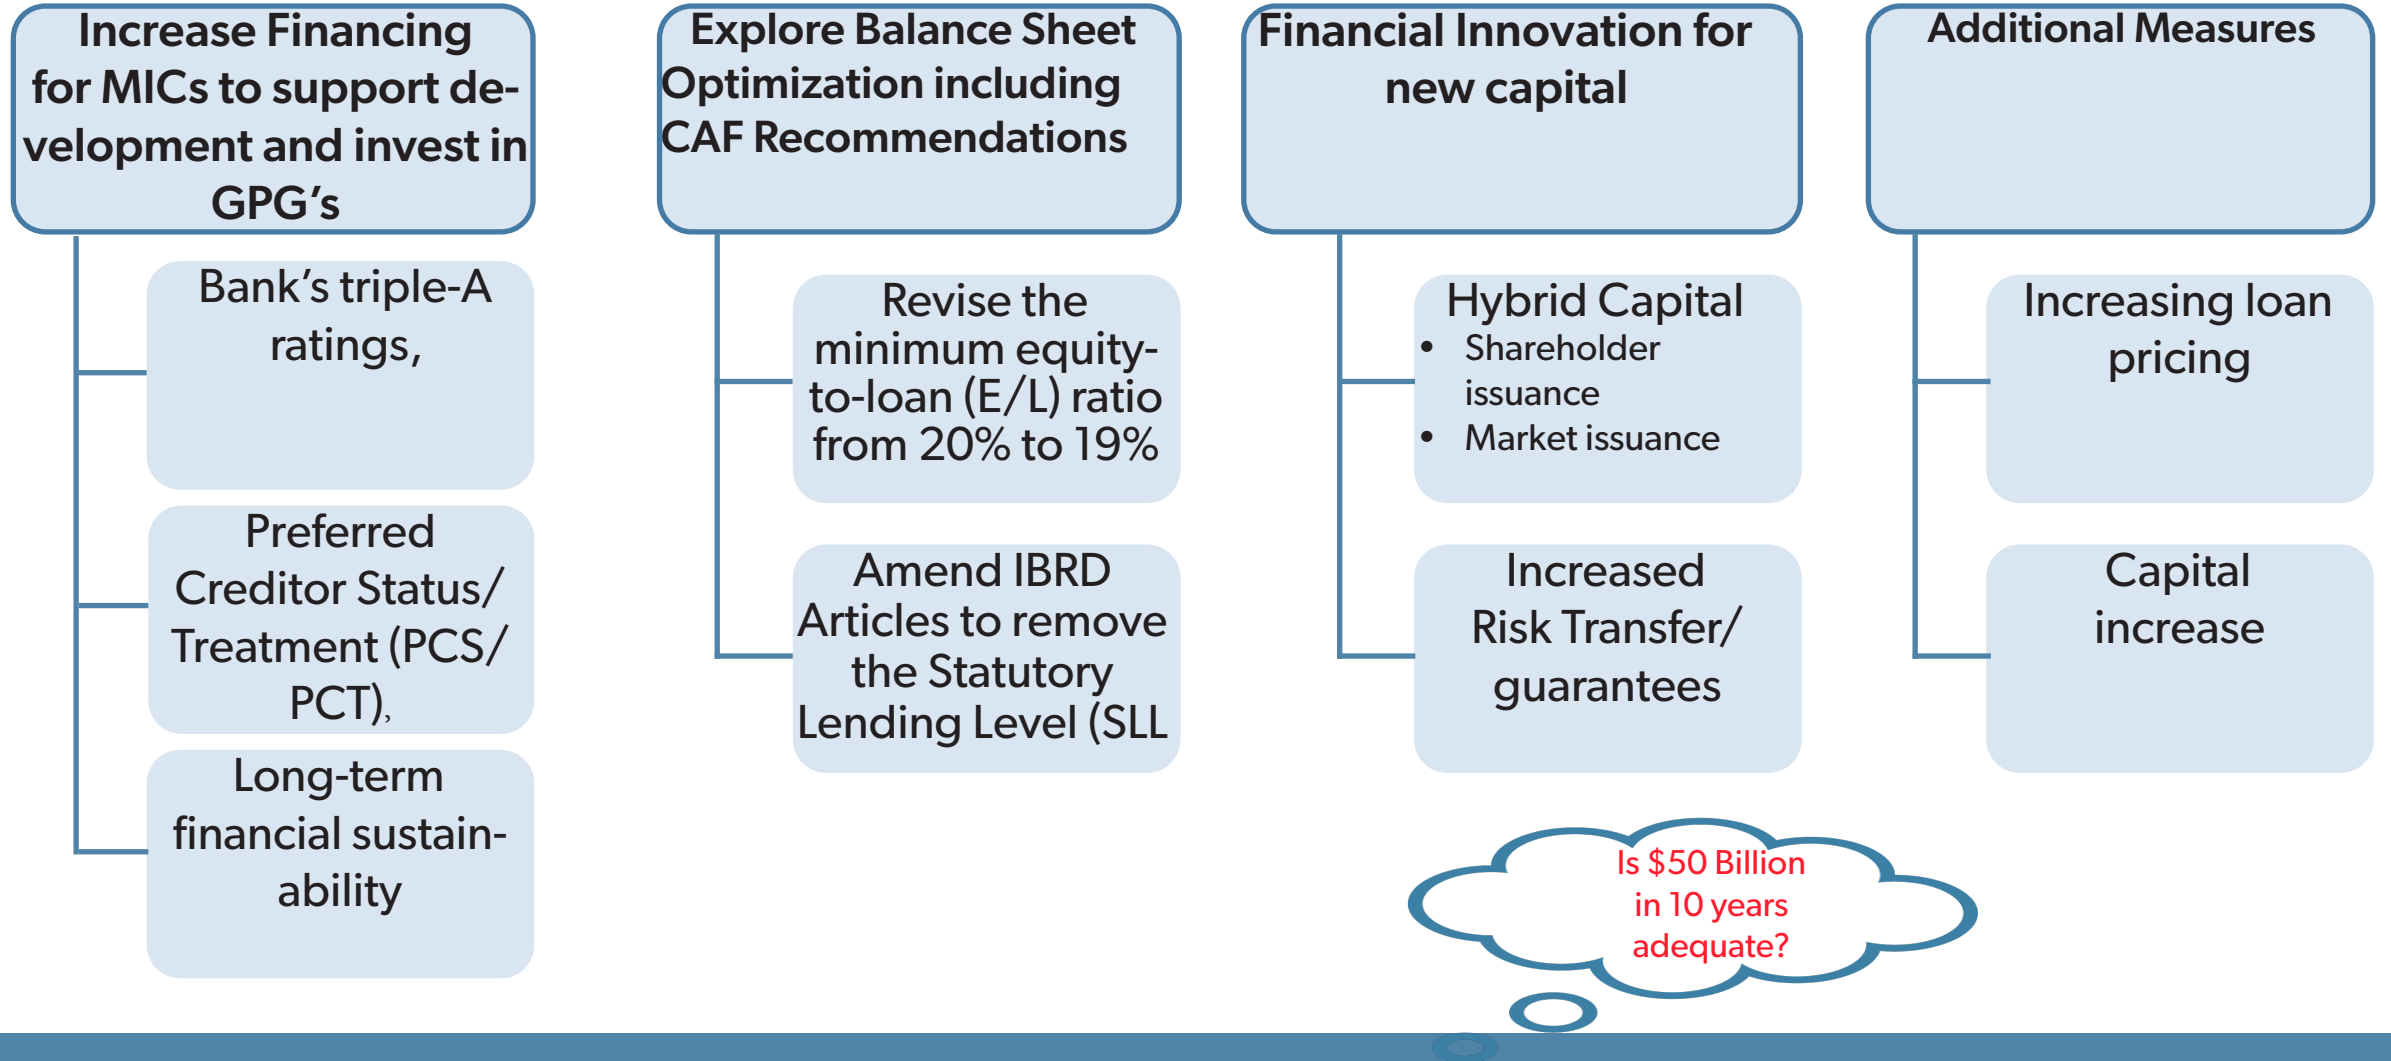 Increase Financing
for MICs to support de-
velopment and invest in
GPG’s
Bank’s triple-A
ratings,
Preferred
Creditor Status/
Treatment (PCS/
PCT),
Long-term
financial sustain-
ability
Explore Balance Sheet
Optimization including
CAF Recommendations
Revise the
minimum equity-
to-loan (E/L) ratio
from 20% to 19%
Amend IBRD
Articles to remove
the Statutory
Lending Level (SLL
Financial Innovation for
new capital
Hybrid Capital
• Shareholder
issuance
• Market issuance
Increased
Risk Transfer/
guarantees
Additional Measures
Increasing loan
pricing
Capital
increase
Is $50 Billion
in 10 years
adequate?